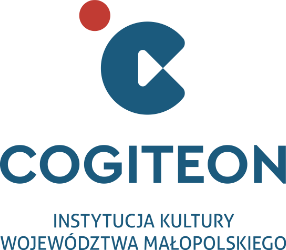 COGITEON
INSTYTUCJA KULTURY
WOJEWÓDZTWA MAŁOPOLSKIEGO